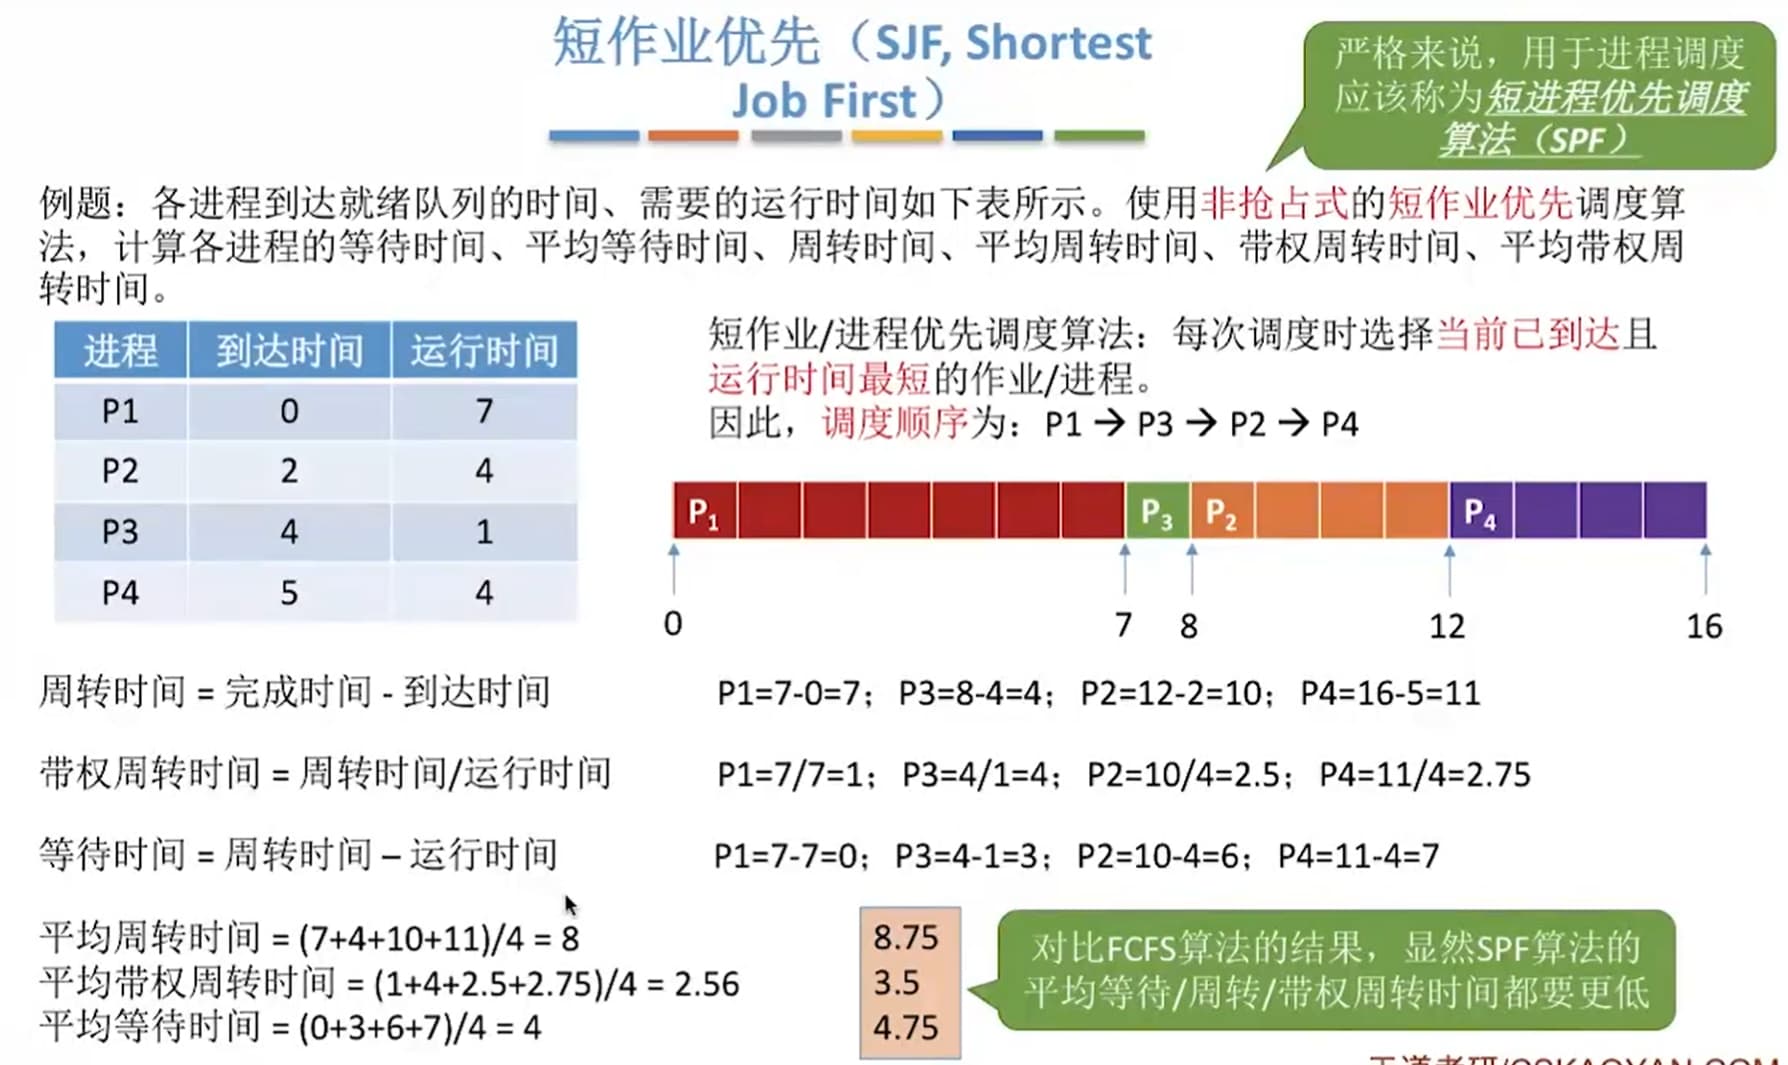 短作业优先（SJF, Shortest
Job First）
严格来说，用于进程调度
应该称为短进程优先调度
算法（SPF）
例题：各进程到达就绪队列的时间、需要的运行时间如下表所示。使用非抢占式的短作业优先调度算
法，计算各进程的等待时间、平均等待时间、周转时间、平均周转时间、带权周转时间、平均带权周
转时间。
进程 到达时间 运行时间
P1 0 7
P2 2 4
P3 4 1
P4 5 4
短作业/进程优先调度算法：每次调度时选择当前已到达且
运行时间最短的作业/进程。
因此，调度顺序为：P1 → P3 → P2 → P4
P1 P3 P2 P4
0 7 8 12 16
周转时间 = 完成时间 - 到达时间 P1=7-0=7；P3=8-4=4；P2=12-2=10；P4=16-5=11
带权周转时间 = 周转时间/运行时间 P1=7/7=1；P3=4/1=4；P2=10/4=2.5；P4=11/4=2.75
等待时间 = 周转时间 – 运行时间 P1=7-7=0；P3=4-1=3；P2=10-4=6；P4=11-4=7
平均周转时间 = (7+4+10+11)/4 = 8
平均带权周转时间 = (1+4+2.5+2.75)/4 = 2.56
平均等待时间 = (0+3+6+7)/4 = 4
8.75
3.5
4.75
对比FCFS算法的结果，显然SPF算法的
平均等待/周转/带权周转时间都要更低